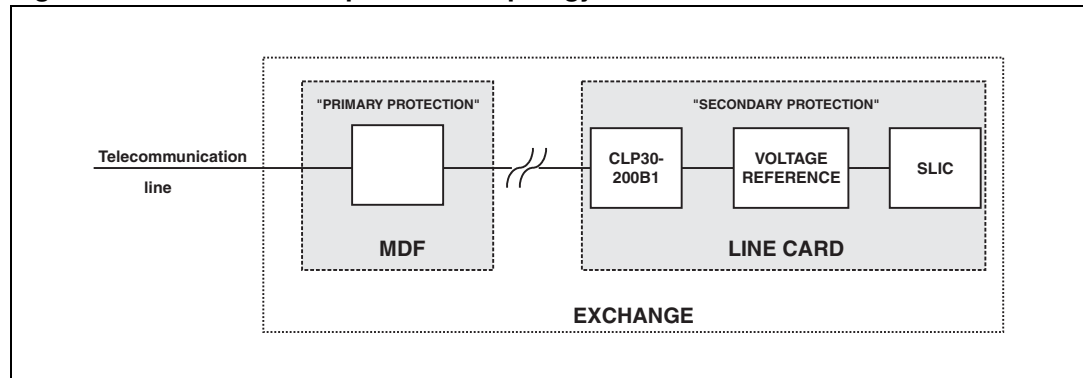 "PRIMARY PROTECTION"
"SECONDARY PROTECTION"
Telecommunication
line
CLP30-
200B1
VOLTAGE
REFERENCE
SLIC
MDF
LINE CARD
EXCHANGE